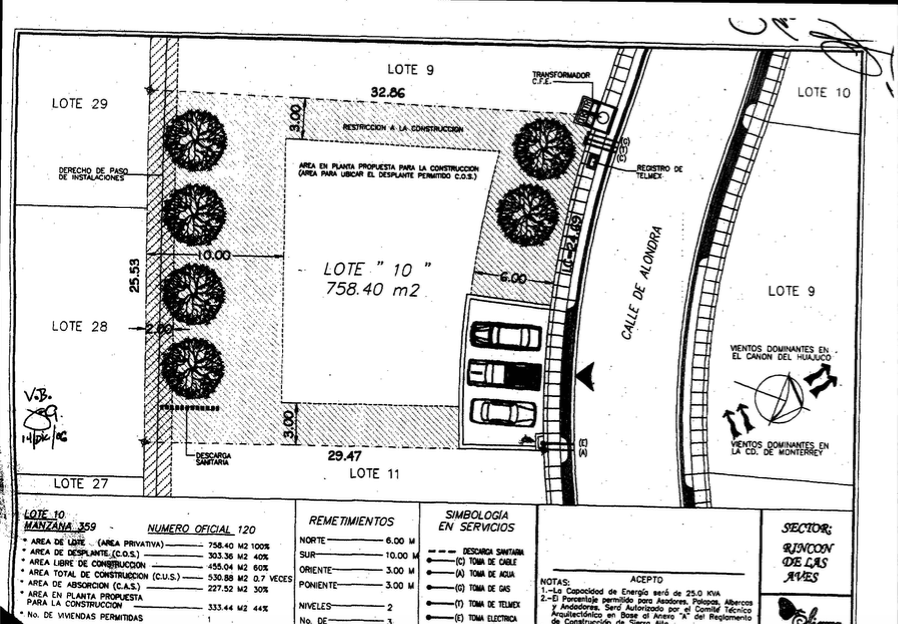 LOTE 9
32.86
TRANSFORMADOR
C.F.E.
LOTE 29
LOTE 10
3.00
RESTRICCION A LA CONSTRUCCION
AREA EN PLANTA PROPUESTA PARA LA CONSTRUCCION
(AREA PARA UBICAR EL DESPLANTE PERMITIDO C.O.S.)
DERECHO DE PASO
DE INSTALACIONES
REGISTRO DE
TELMEX
LC=24.69
10.00
25.53
LOTE " 10 "
758.40 m2
6.00
CALLE DE ALONDRA
LOTE 9
LOTE 28
2.00
VIENTOS DOMINANTES EN
EL CANON DEL HUAJUCO
V.B.
14/DIC/06
3.00
(E)
(A)
VIENTOS DOMINANTES EN
LA CD. DE MONTERREY
DESCARGA
SANITARIA
29.47
LOTE 11
LOTE 27
LOTE 10
MANZANA 359
NUMERO OFICIAL 120
* AREA DE LOTE (AREA PRIVATIVA) 758.40 M2 100%
* AREA DE DESPLANTE (C.O.S.) 303.36 M2 40%
* AREA LIBRE DE CONSTRUCCION 455.04 M2 60%
* AREA TOTAL DE CONSTRUCCION (C.U.S.) 530.88 M2 0.7 VECES
* AREA DE ABSORCION (C.A.S.) 227.52 M2 30%
* AREA EN PLANTA PROPUESTA
PARA LA CONSTRUCCION 333.44 M2 44%
* No. DE VIVIENDAS PERMITIDAS 1
REMETIMIENTOS
NORTE 6.00 M
SUR 10.00 M
ORIENTE 3.00 M
PONIENTE 3.00 M
NIVELES 2
No. DE 3
SIMBOLOGÍA
EN SERVICIOS
DESCARGA SANITARIA
(C) TOMA DE CABLE
(A) TOMA DE AGUA
(G) TOMA DE GAS
(T) TOMA DE TELMEX
(E) TOMA ELECTRICA
ACEPTO
NOTAS:
1.-La Capacidad de Energía será de 25.0 KVA
2.-El Porcentaje permitido para Asadores, Palapas, Albercas
y Andadores, Será Autorizado por el Comité Técnico
Arquitectónico en Base al Anexo "A" del Reglamento
de Construcción de Sierra Alta
SECTOR:
RINCON
DE LAS
AVES